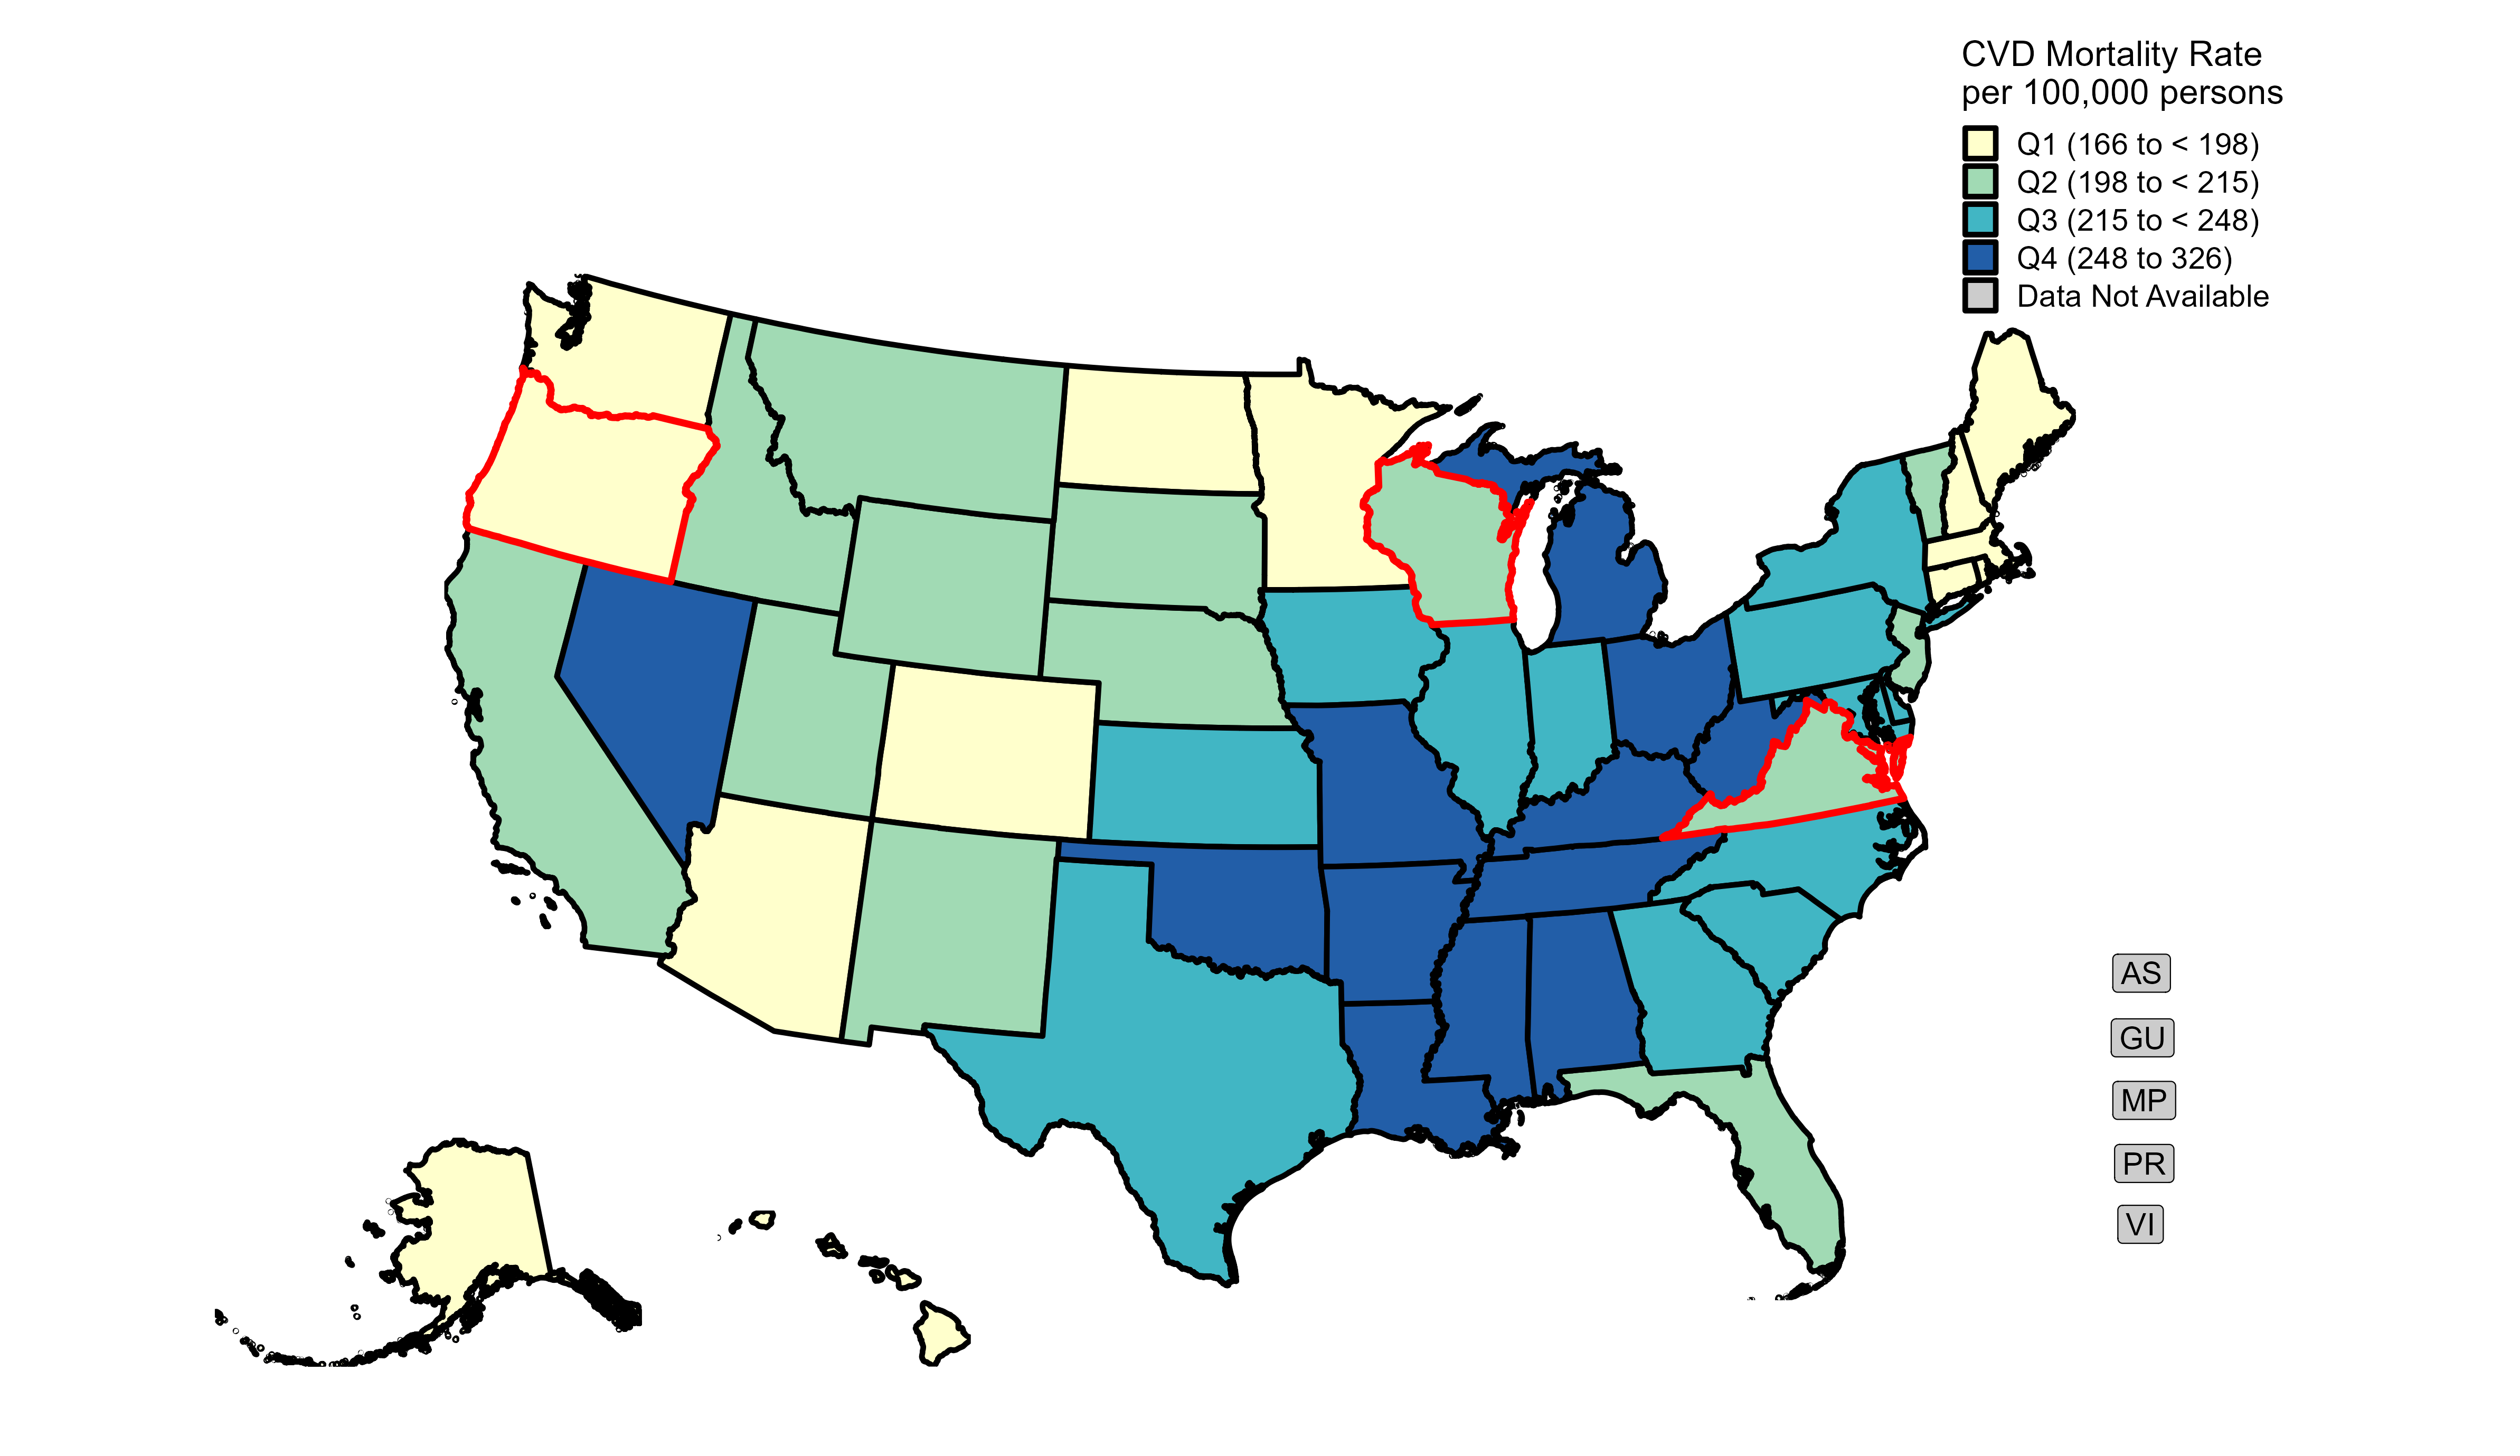 CVD Mortality Rate
per 100,000 persons
Q1 (166 to < 198)
Q2 (198 to < 215)
Q3 (215 to < 248)
Q4 (248 to 326)
Data Not Available
AS
GU
MP
PR
VI